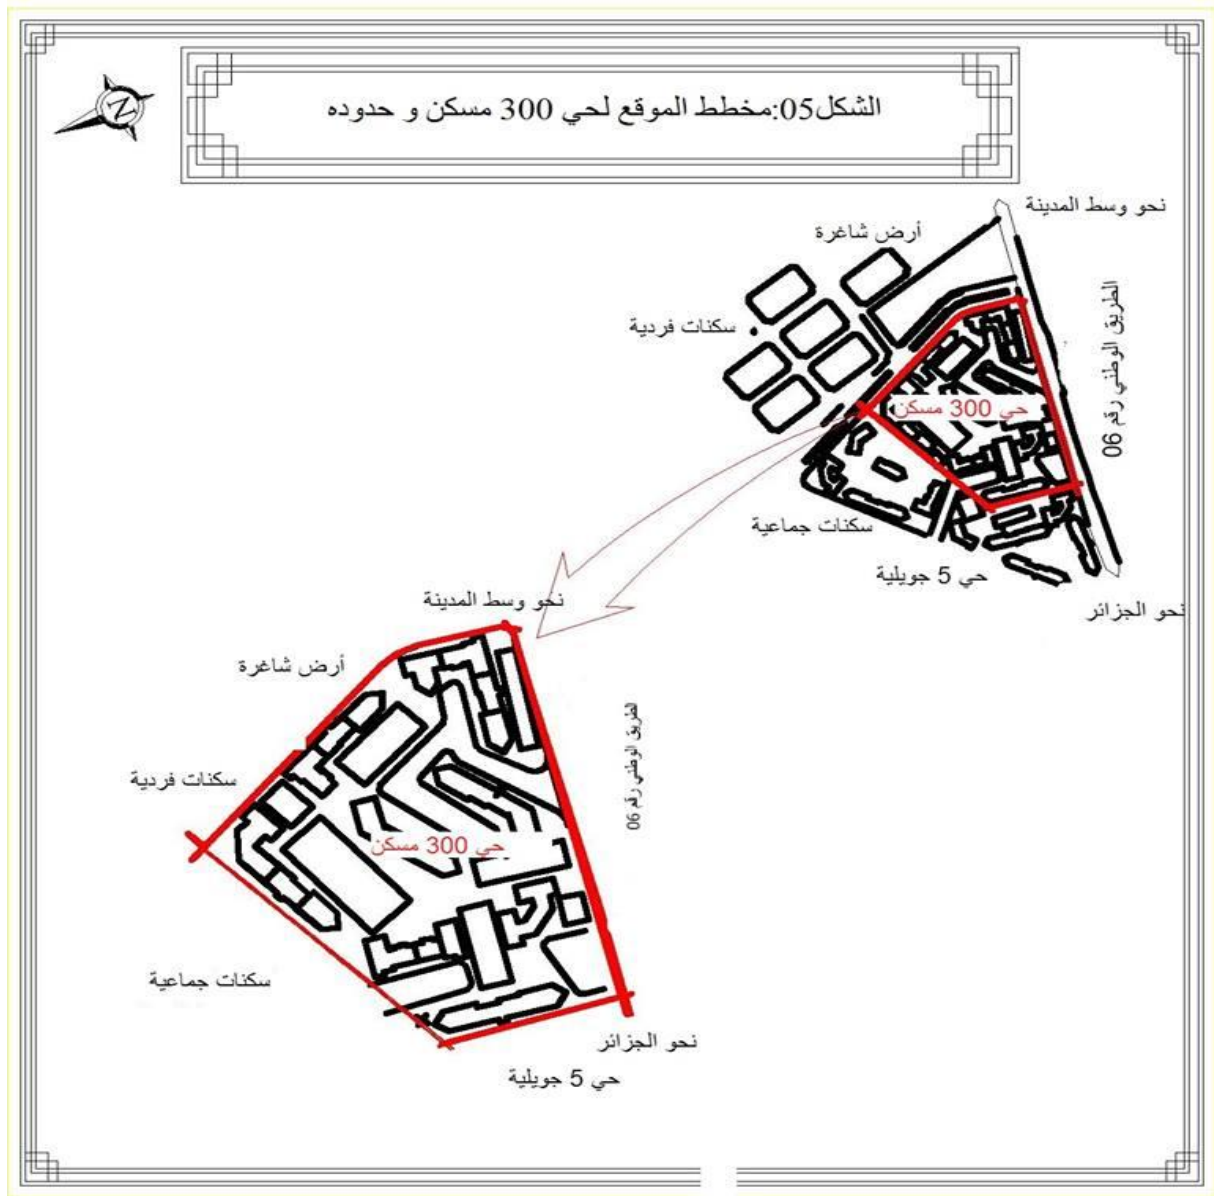 الشكل05:مخطط الموقع لحي 300 مسكن و حدوده
N
نحو وسط المدينة
أرض شاغرة
سكنات فردية
الطريق الوطني رقم 06
حي 300 مسكن
سكنات جماعية
حي 5 جويلية
نحو الجزائر
نحو وسط المدينة
أرض شاغرة
الطريق الوطني رقم 06
سكنات فردية
حي 300 مسكن
سكنات جماعية
نحو الجزائر
حي 5 جويلية